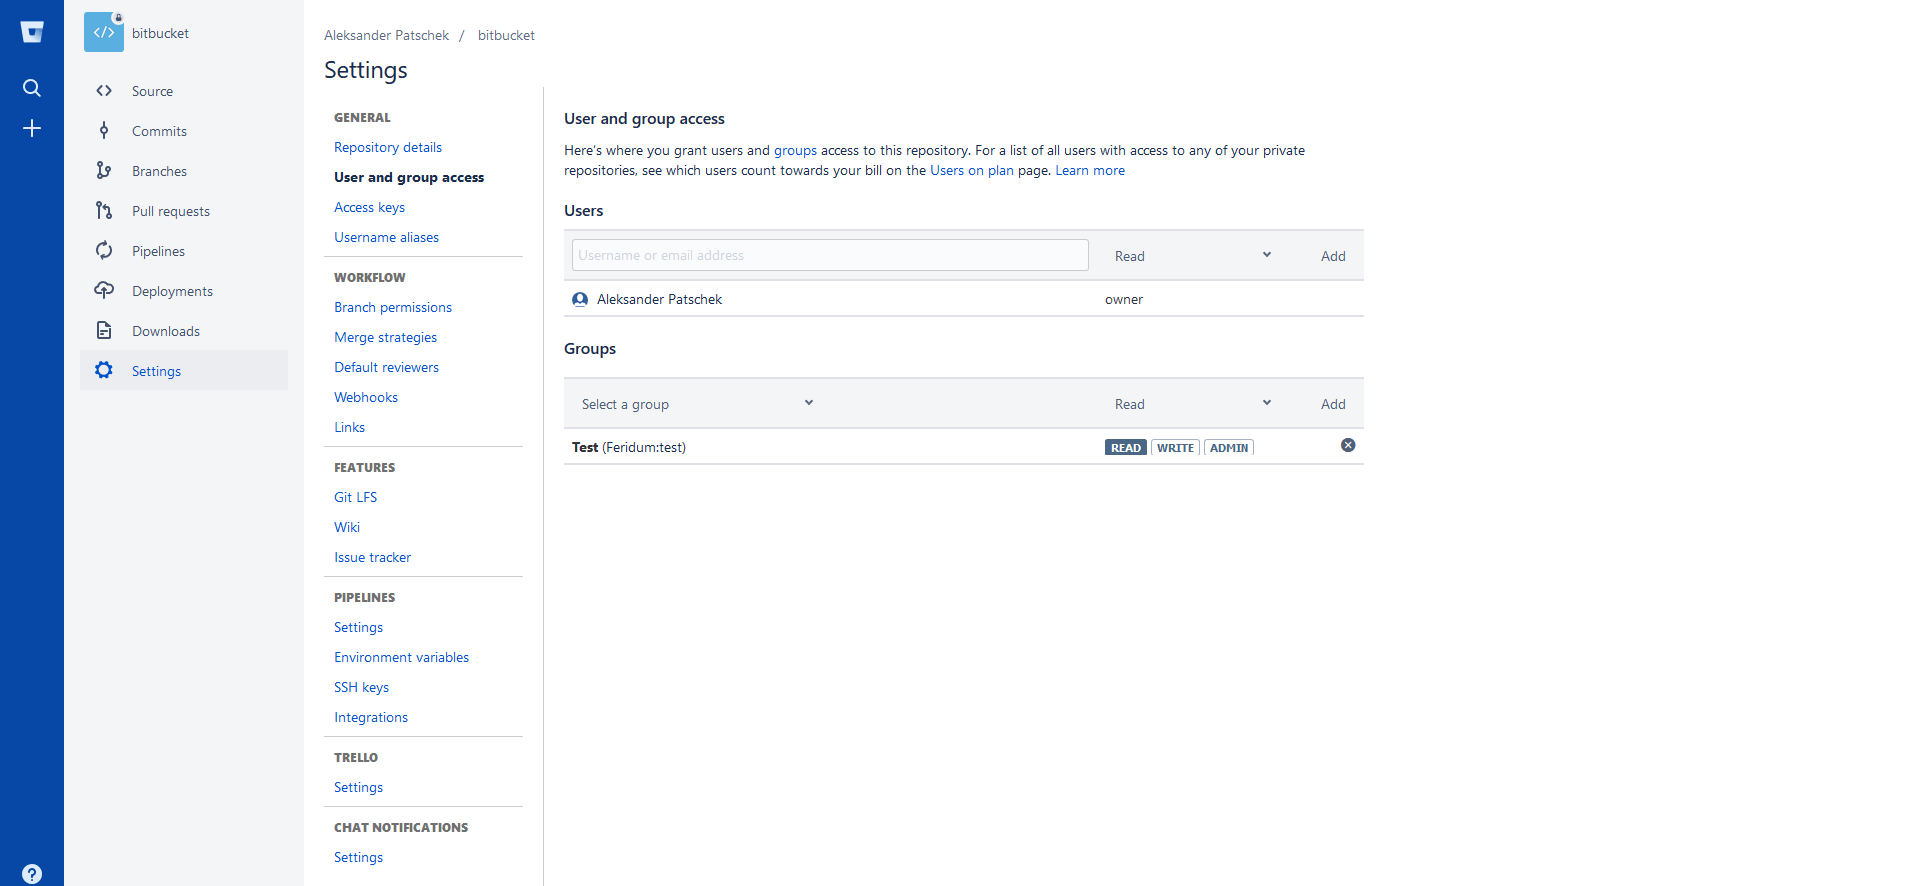 bitbucket
Source
Commits
Branches
Pull requests
Pipelines
Deployments
Downloads
Settings
Aleksander Patschek / bitbucket
Settings
GENERAL
Repository details
User and group access
Access keys
Username aliases
WORKFLOW
Branch permissions
Merge strategies
Default reviewers
Webhooks
Links
FEATURES
Git LFS
Wiki
Issue tracker
PIPELINES
Settings
Environment variables
SSH keys
Integrations
TRELLO
Settings
CHAT NOTIFICATIONS
Settings
User and group access
Here's where you grant users and groups access to this repository. For a list of all users with access to any of your private
repositories, see which users count towards your bill on the Users on plan page. Learn more
Users
Username or email address Read Add
Aleksander Patschek owner
Groups
Select a group Read Add
Test (Feridum:test) READ WRITE ADMIN